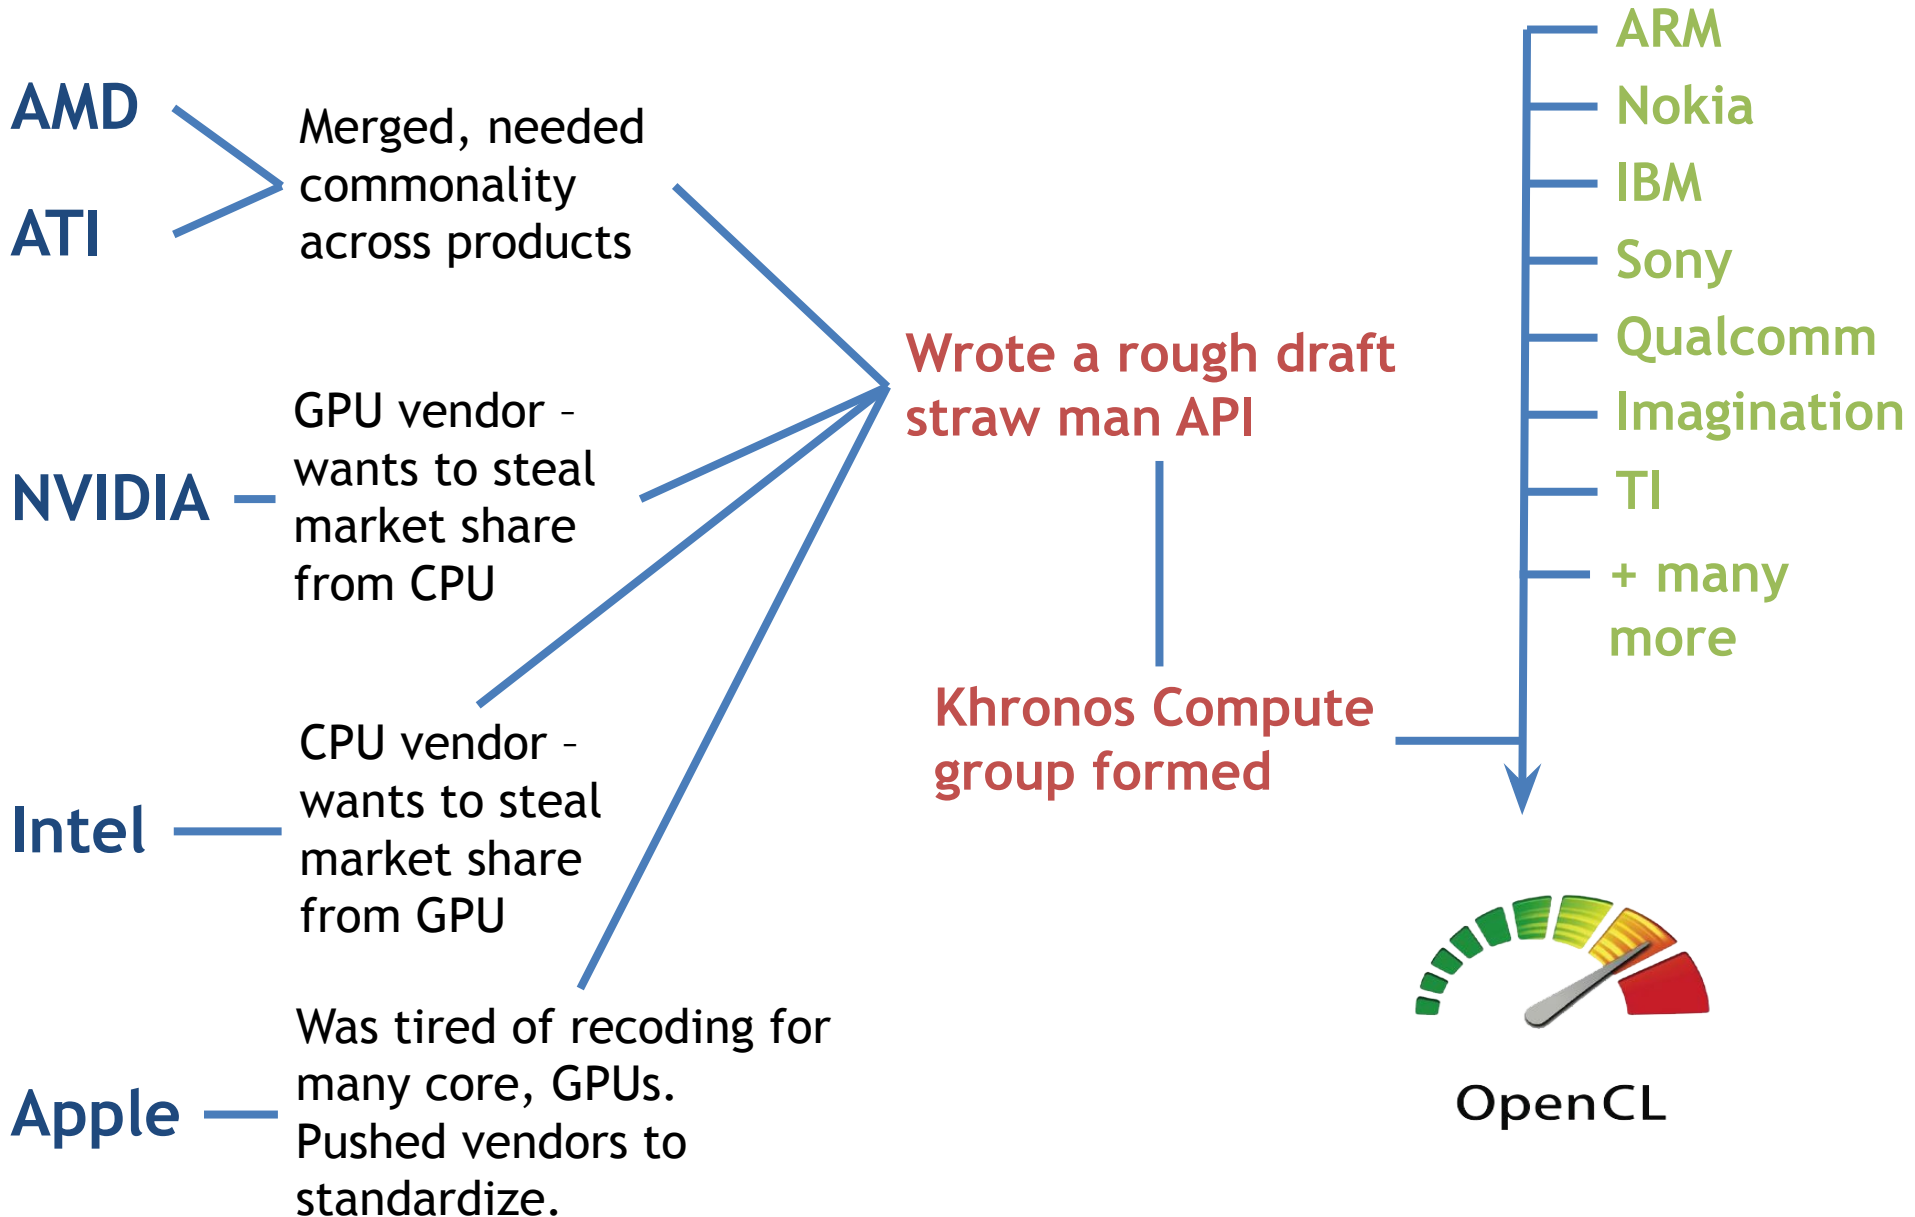 AMD
ATI
Merged, needed
commonality
across products
NVIDIA
GPU vendor –
wants to steal
market share
from CPU
Intel
CPU vendor –
wants to steal
market share
from GPU
Apple
Was tired of recoding for
many core, GPUs.
Pushed vendors to
standardize.
Wrote a rough draft
straw man API
Khronos Compute
group formed
ARM
Nokia
IBM
Sony
Qualcomm
Imagination
TI
+ many
more
OpenCL